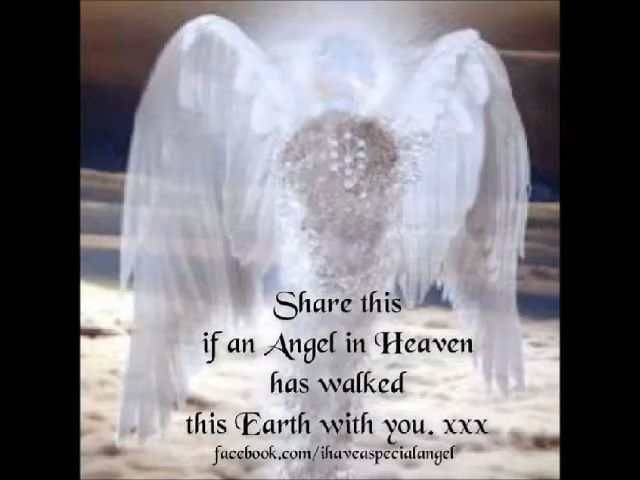 Share this
if an Angel in Heaven
has walked
this Earth with you. xxx
facebook.com/ihaveaspecialangel